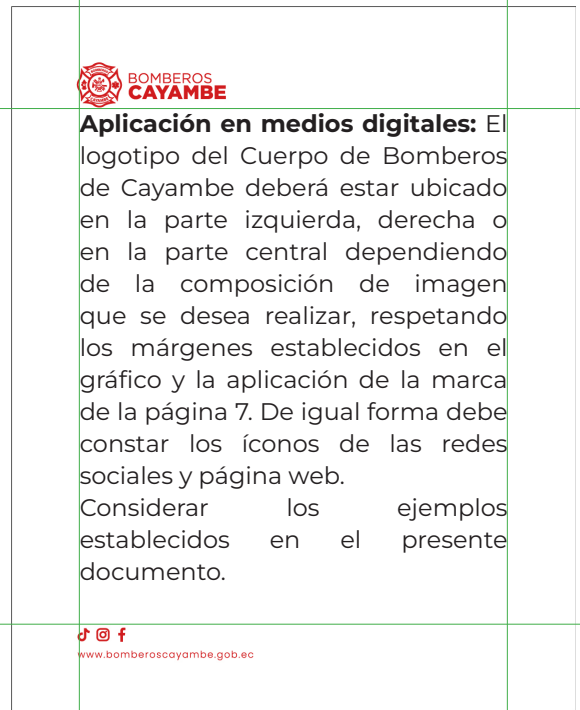 BOMBEROS
CAYAMBE
Aplicación en medios digitales: El
logotipo del Cuerpo de Bomberos
de Cayambe deberá estar ubicado
en la parte izquierda, derecha o
en la parte central dependiendo
de la composición de imagen
que se desea realizar, respetando
los márgenes establecidos en el
gráfico y la aplicación de la marca
de la página 7. De igual forma debe
constar los íconos de las redes
sociales y página web.
Considerar los ejemplos
establecidos en el presente
documento.
www.bomberoscayambe.gob.ec